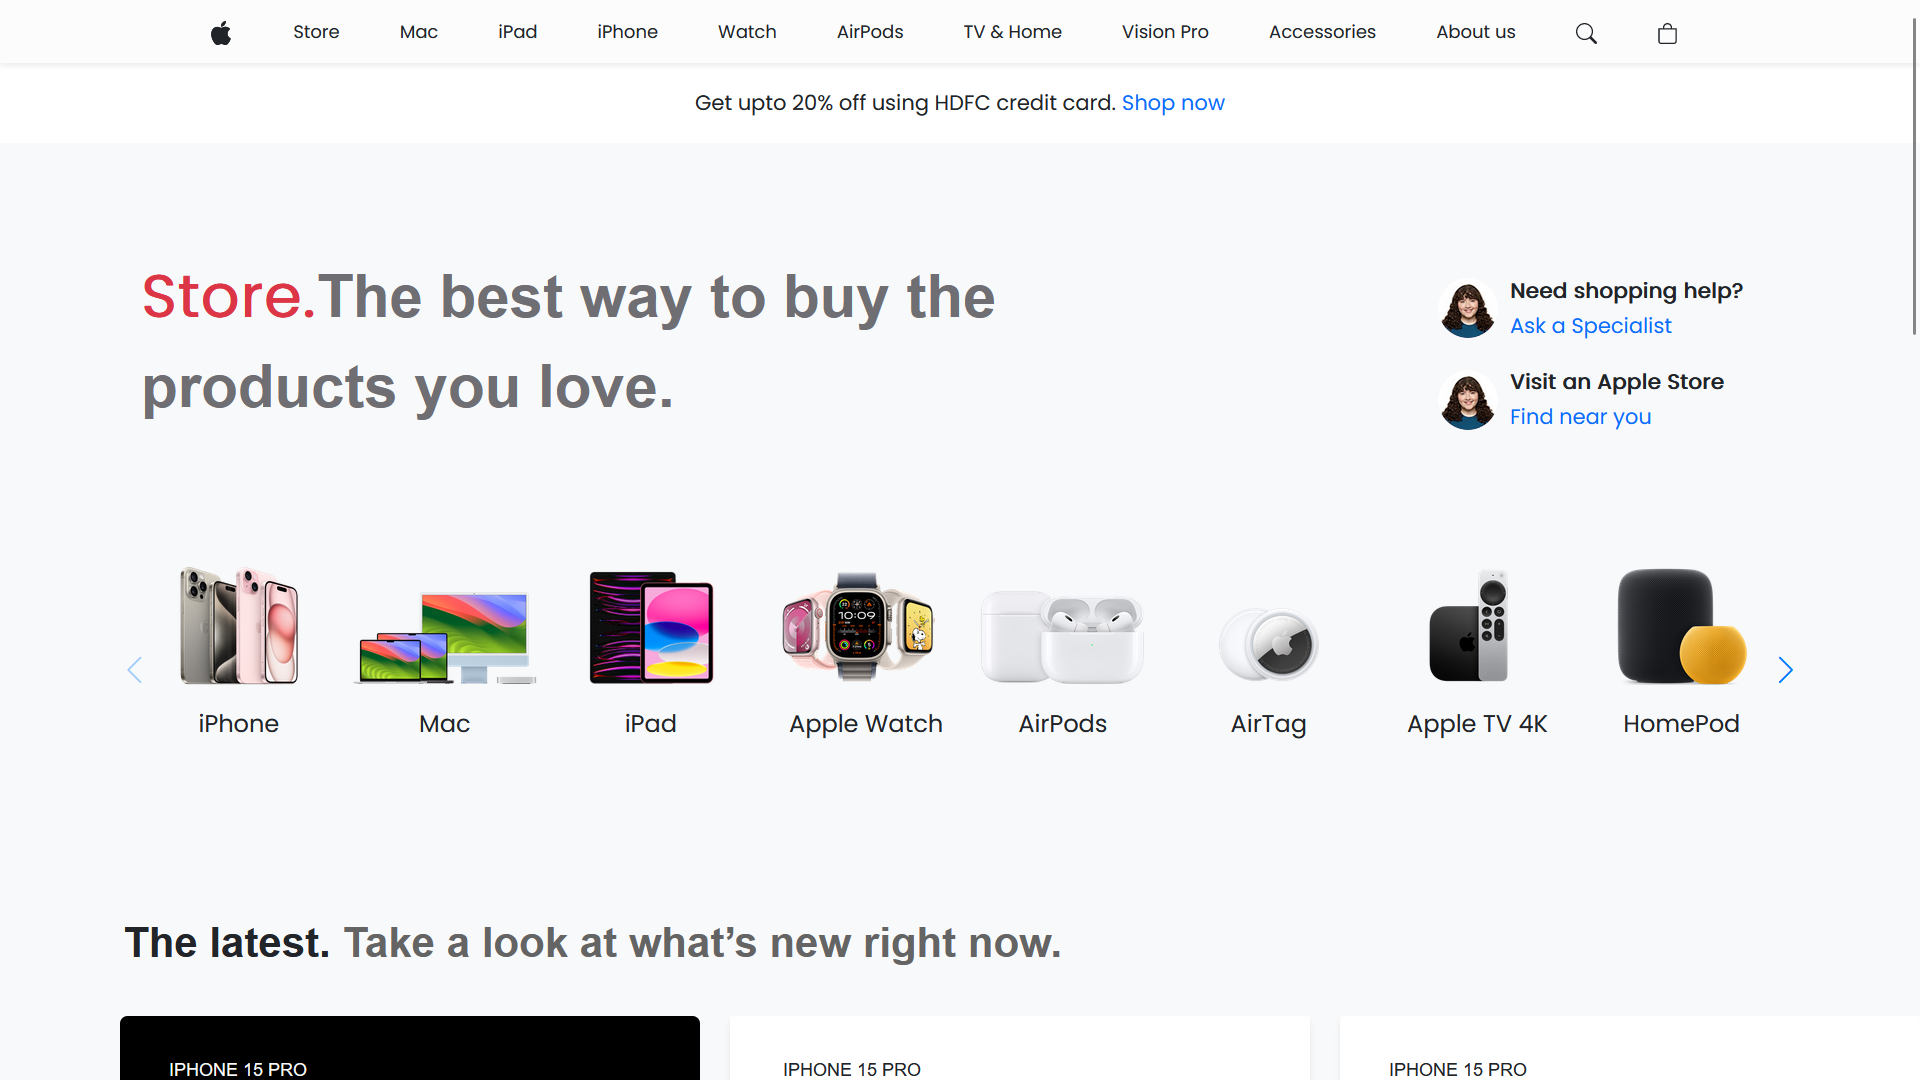 Store Mac iPad iPhone Watch AirPods TV & Home Vision Pro Accessories About us
Get upto 20% off using HDFC credit card. Shop now
Store.The best way to buy the
products you love.
Need shopping help?
Ask a Specialist
Visit an Apple Store
Find near you
10:09
iPhone Mac iPad Apple Watch AirPods AirTag Apple TV 4K HomePod
The latest. Take a look at what’s new right now.
IPHONE 15 PRO IPHONE 15 PRO IPHONE 15 PRO